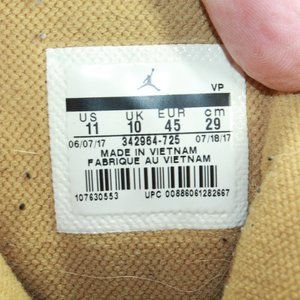 VP
US UK EUR cm
11 10 45 29
06/07/17 342964-725 07/18/17
MADE IN VIETNAM
FABRIQUE AU VIETNAM
107630553 UPC 00886061282667